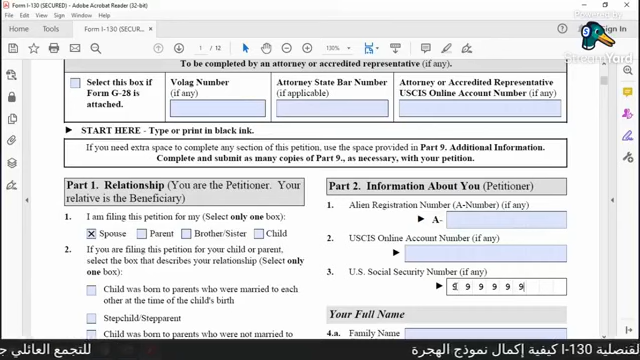 Form I-130 (SECURED) - Adobe Acrobat Reader (32-bit)
File Edit View Sign Window Help
Home Tools Form I-130 (SECURED)... × Sign In
Powered by
StreamYard
1 / 12 130%
To be completed by an attorney or accredited representative (if any).
Select this box if
Form G-28 is
attached.
Volag Number
(if any)
Attorney State Bar Number
(if applicable)
Attorney or Accredited Representative
USCIS Online Account Number (if any)
► START HERE - Type or print in black ink.
If you need extra space to complete any section of this petition, use the space provided in Part 9. Additional Information.
Complete and submit as many copies of Part 9., as necessary, with your petition.
Part 1. Relationship (You are the Petitioner. Your
relative is the Beneficiary)
1. I am filing this petition for my (Select only one box):
Spouse Parent Brother/Sister Child
2. If you are filing this petition for your child or parent,
select the box that describes your relationship (Select only
one box):
Child was born to parents who were married to each
other at the time of the child's birth
Stepchild/Stepparent
Child was born to parents who were not married to
Part 2. Information About You (Petitioner)
1. Alien Registration Number (A-Number) (if any)
► A-
2. USCIS Online Account Number (if any)
►
3. U.S. Social Security Number (if any)
► 9 9 9 9 9 9
Your Full Name
4.a. Family Name
القنصلية I-130 كيفية إكمال نموذج الهجرة للتجمع العائلي